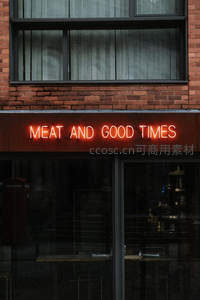 MEAT AND GOOD TIMES
ccosc.cn可商用素材